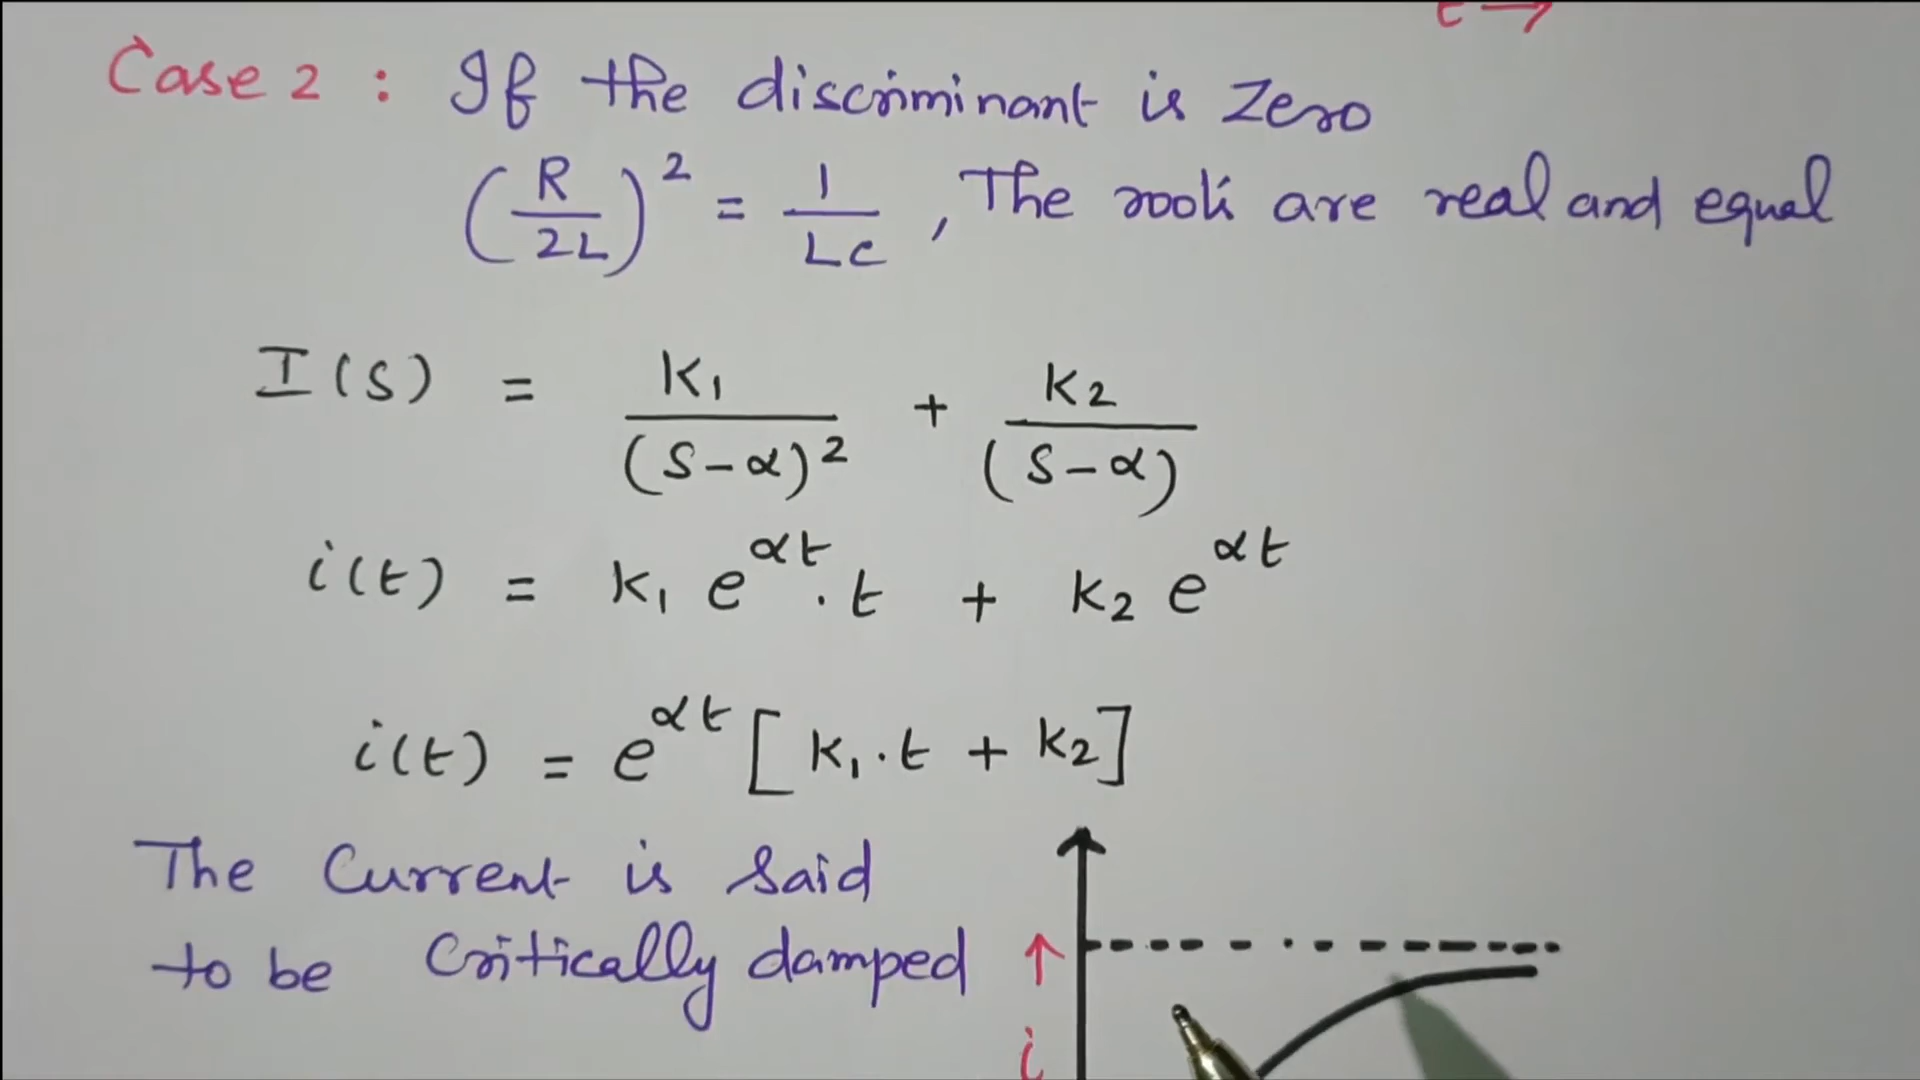 t →
Case 2 : If the discriminant is Zero
(R/2L)² = 1/LC , The roots are real and equal
I(S) = K₁/(S-α)² + K₂/(S-α)
i(t) = K₁ e^αt . t + K₂ e^αt
i(t) = e^αt [ K₁ . t + K₂]
The Current is Said
to be Critically damped
↑
i